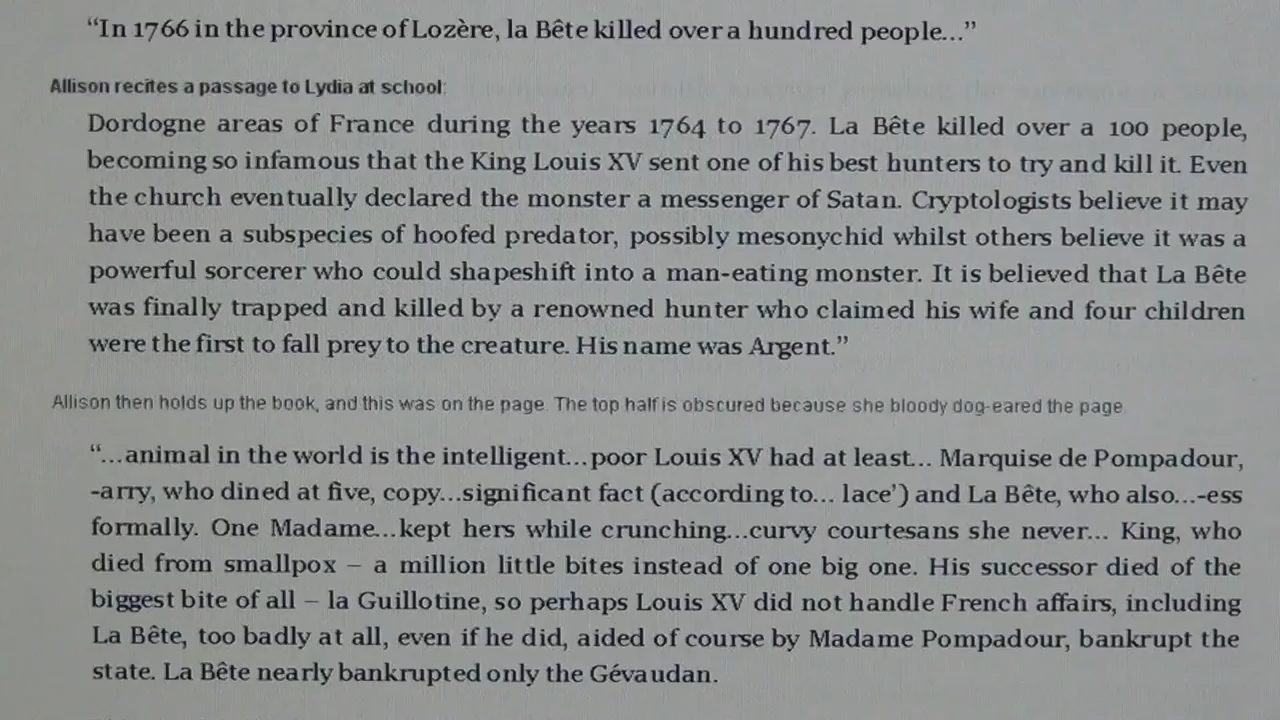 “In 1766 in the province of Lozère, la Bête killed over a hundred people...”
Allison recites a passage to Lydia at school:
Dordogne areas of France during the years 1764 to 1767. La Bête killed over a 100 people,
becoming so infamous that the King Louis XV sent one of his best hunters to try and kill it. Even
the church eventually declared the monster a messenger of Satan. Cryptologists believe it may
have been a subspecies of hoofed predator, possibly mesonychid whilst others believe it was a
powerful sorcerer who could shapeshift into a man-eating monster. It is believed that La Bête
was finally trapped and killed by a renowned hunter who claimed his wife and four children
were the first to fall prey to the creature. His name was Argent.”
Allison then holds up the book, and this was on the page. The top half is obscured because she bloody dog-eared the page.
“...animal in the world is the intelligent...poor Louis XV had at least... Marquise de Pompadour,
-arry, who dined at five, copy...significant fact (according to... lace’) and La Bête, who also...-ess
formally. One Madame...kept hers while crunching...curvy courtesans she never... King, who
died from smallpox – a million little bites instead of one big one. His successor died of the
biggest bite of all – la Guillotine, so perhaps Louis XV did not handle French affairs, including
La Bête, too badly at all, even if he did, aided of course by Madame Pompadour, bankrupt the
state. La Bête nearly bankrupted only the Gévaudan.